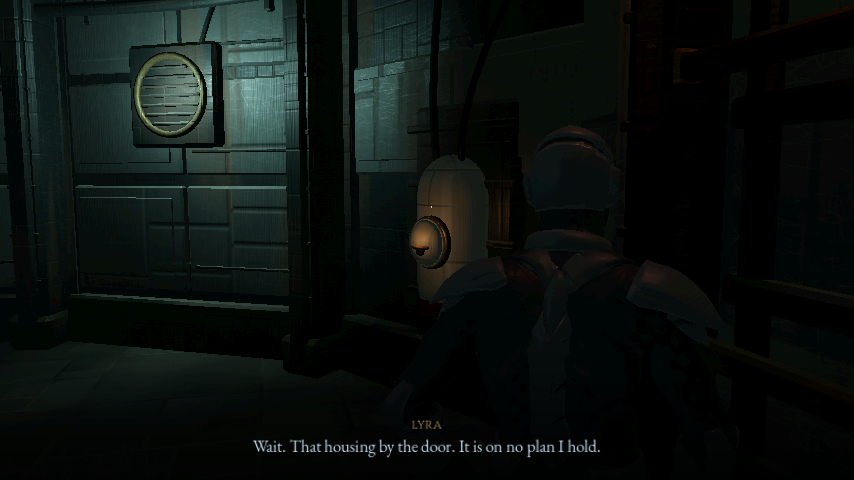 LYRA
Wait. That housing by the door. It is on no plan I hold.